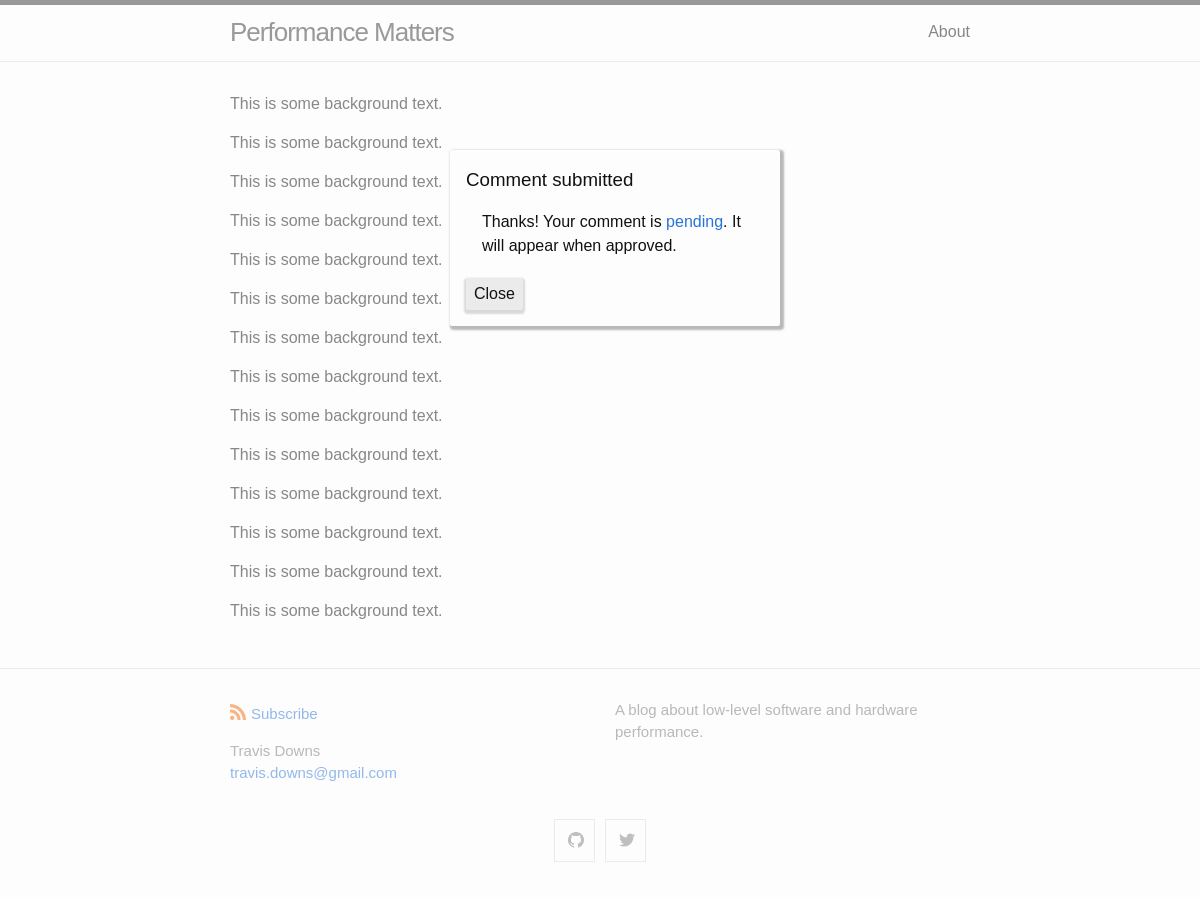 Performance Matters
About
This is some background text.
This is some background text.
This is some background text.
This is some background text.
This is some background text.
This is some background text.
This is some background text.
This is some background text.
This is some background text.
This is some background text.
This is some background text.
This is some background text.
This is some background text.
This is some background text.
Comment submitted
Thanks! Your comment is pending. It
will appear when approved.
Close
Subscribe
Travis Downs
travis.downs@gmail.com
A blog about low-level software and hardware
performance.